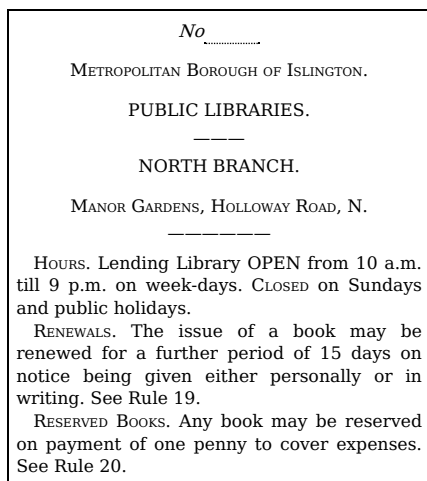 No..................
Metropolitan Borough of Islington.
PUBLIC LIBRARIES.
———
NORTH BRANCH.
Manor Gardens, Holloway Road, N.
——————
Hours. Lending Library OPEN from 10 a.m.
till 9 p.m. on week-days. Closed on Sundays
and public holidays.
Renewals. The issue of a book may be
renewed for a further period of 15 days on
notice being given either personally or in
writing. See Rule 19.
Reserved Books. Any book may be reserved
on payment of one penny to cover expenses.
See Rule 20.